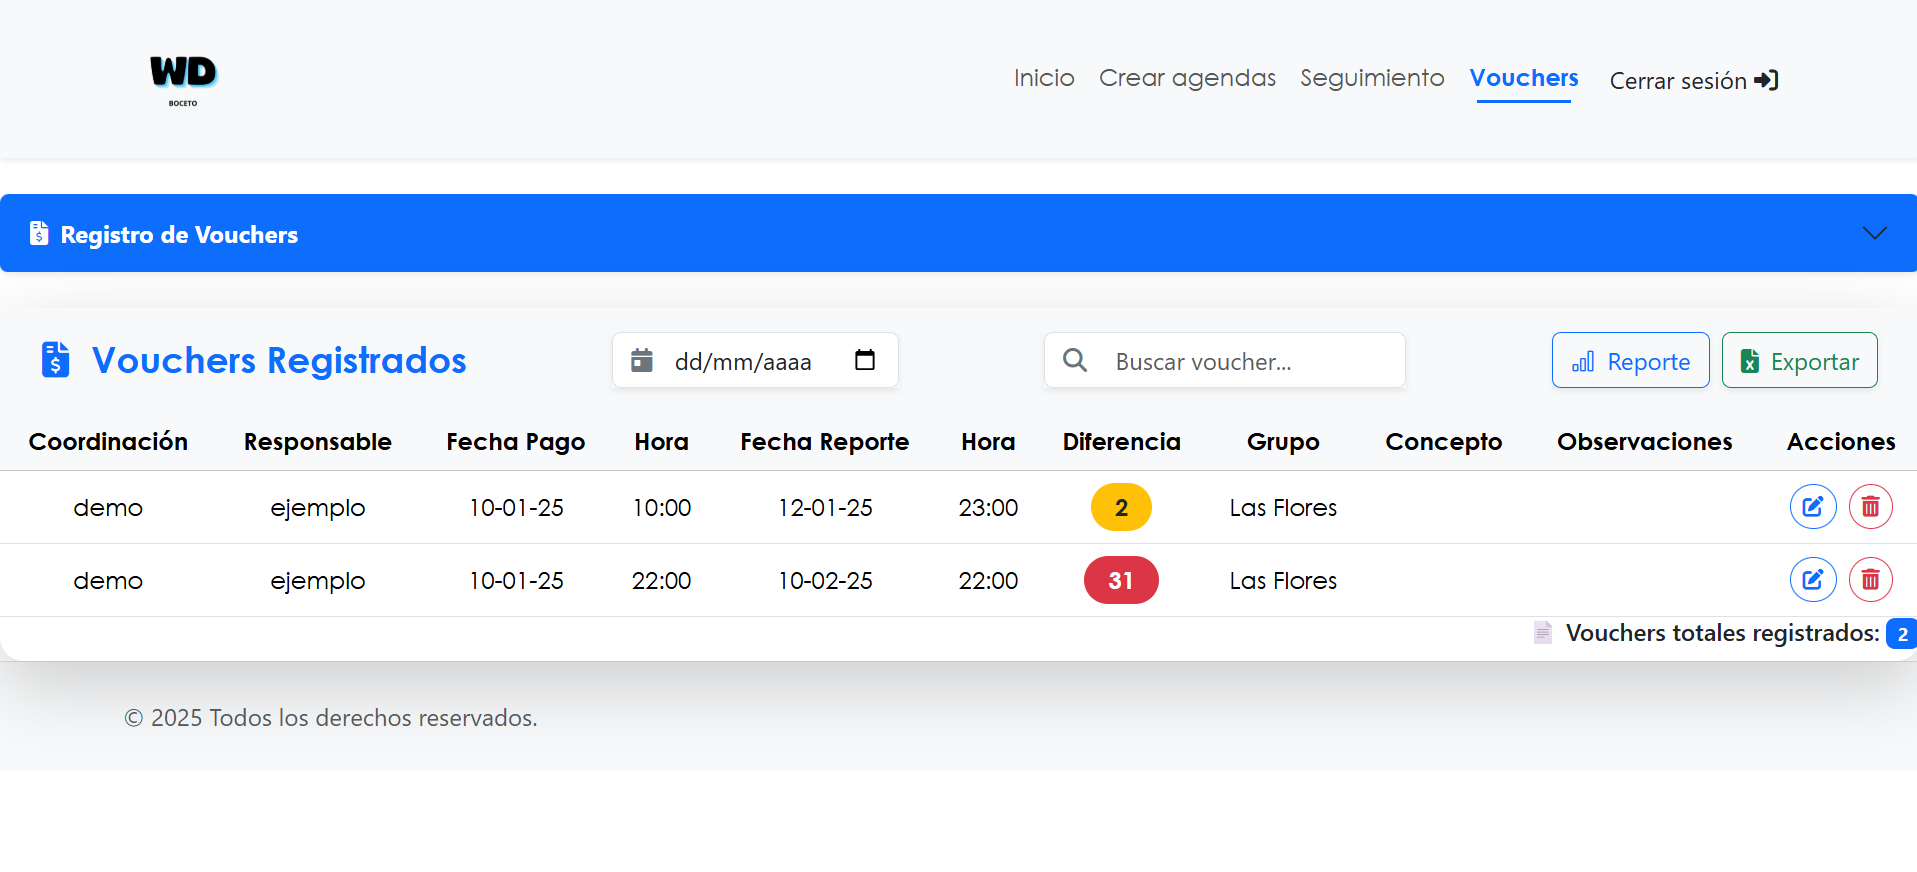 WD
BOCETO
Inicio Crear agendas Seguimiento Vouchers Cerrar sesión
Registro de Vouchers
Vouchers Registrados dd/mm/aaaa Buscar voucher... Reporte Exportar
Coordinación Responsable Fecha Pago Hora Fecha Reporte Hora Diferencia Grupo Concepto Observaciones Acciones
demo ejemplo 10-01-25 10:00 12-01-25 23:00 2 Las Flores
demo ejemplo 10-01-25 22:00 10-02-25 22:00 31 Las Flores
Vouchers totales registrados: 2
© 2025 Todos los derechos reservados.